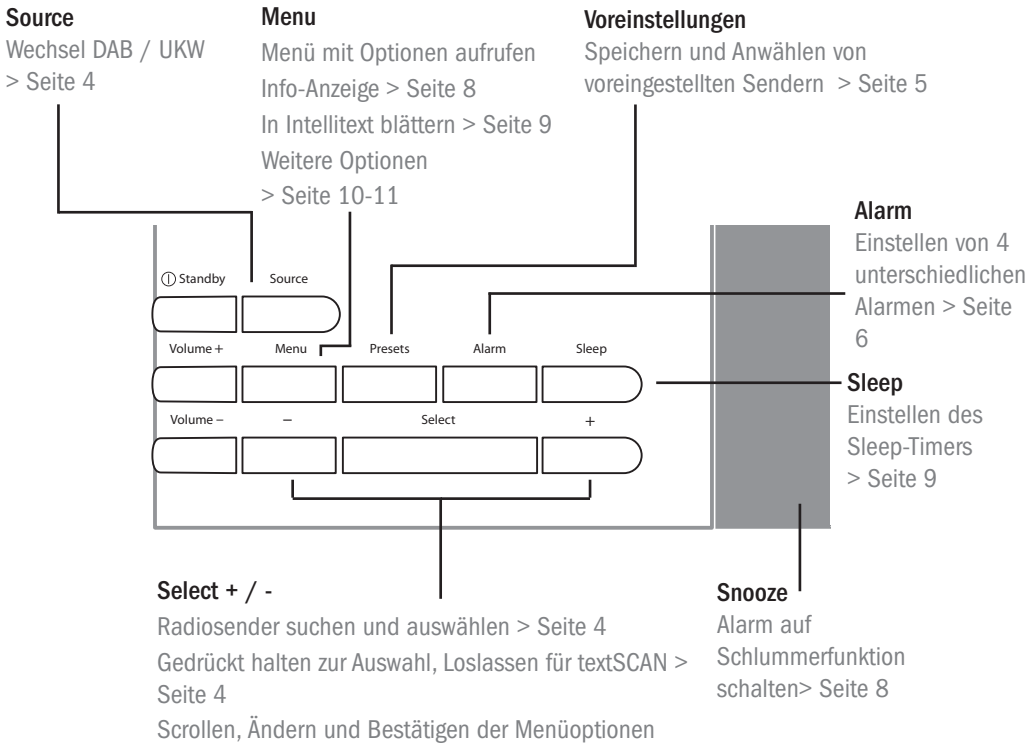 Source
Wechsel DAB / UKW
> Seite 4
Menu
Menü mit Optionen aufrufen
Info-Anzeige > Seite 8
In Intellitext blättern > Seite 9
Weitere Optionen
> Seite 10-11
Voreinstellungen
Speichern und Anwählen von
voreingestellten Sendern > Seite 5
Alarm
Einstellen von 4
unterschiedlichen
Alarmen > Seite
6
Standby
Source
Volume +
Menu
Presets
Alarm
Sleep
Volume –
–
Select
+
Sleep
Einstellen des
Sleep-Timers
> Seite 9
Select + / -
Radiosender suchen und auswählen > Seite 4
Gedrückt halten zur Auswahl, Loslassen für textSCAN >
Seite 4
Scrollen, Ändern und Bestätigen der Menüoptionen
Snooze
Alarm auf
Schlummerfunktion
schalten> Seite 8